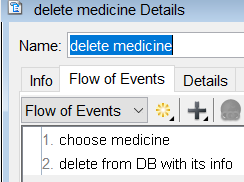 delete medicine Details
Name: delete medicine
Info Flow of Events Details
Flow of Events
1. choose medicine
2. delete from DB with its info